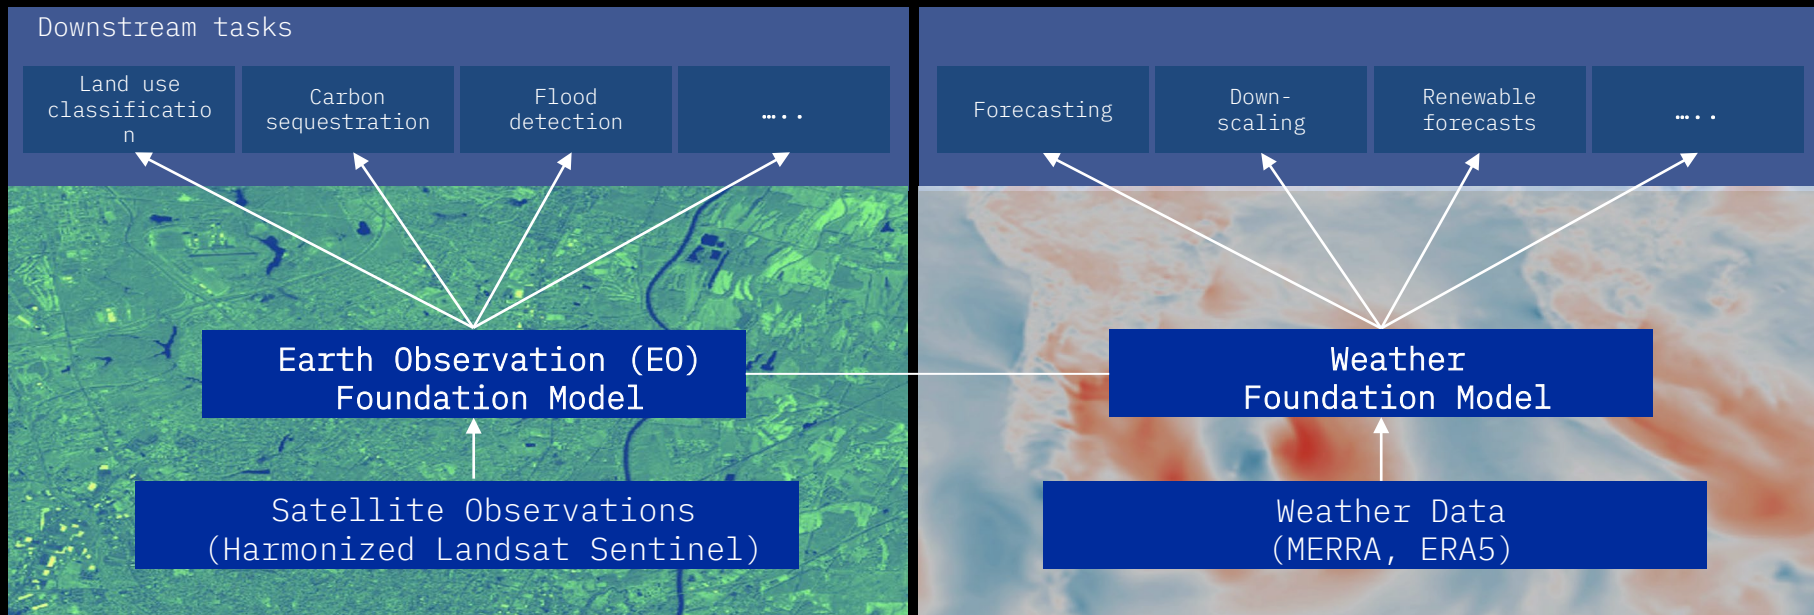 Downstream tasks
Land use
classificatio
n
Carbon
sequestration
Flood
detection
.....
Forecasting
Down-
scaling
Renewable
forecasts
.....
Earth Observation (EO)
Foundation Model
Weather
Foundation Model
Satellite Observations
(Harmonized Landsat Sentinel)
Weather Data
(MERRA, ERA5)